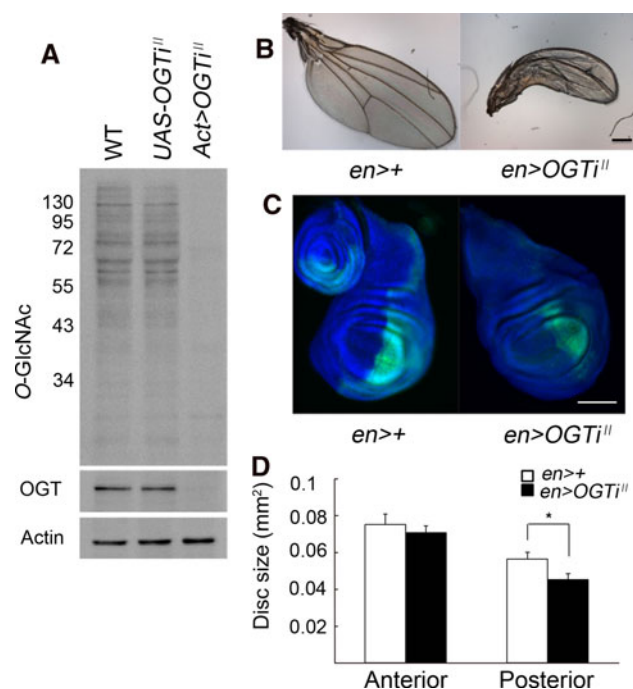 A
WT
UAS-OGTi^II
Act>OGTi^II
130
95
72
55
43
34
O-GlcNAc
OGT
Actin
B
en>+
en>OGTi^II
C
en>+
en>OGTi^II
D
en>+
en>OGTi^II
*
0.1
0.08
0.06
0.04
0.02
Disc size (mm²)
Anterior
Posterior